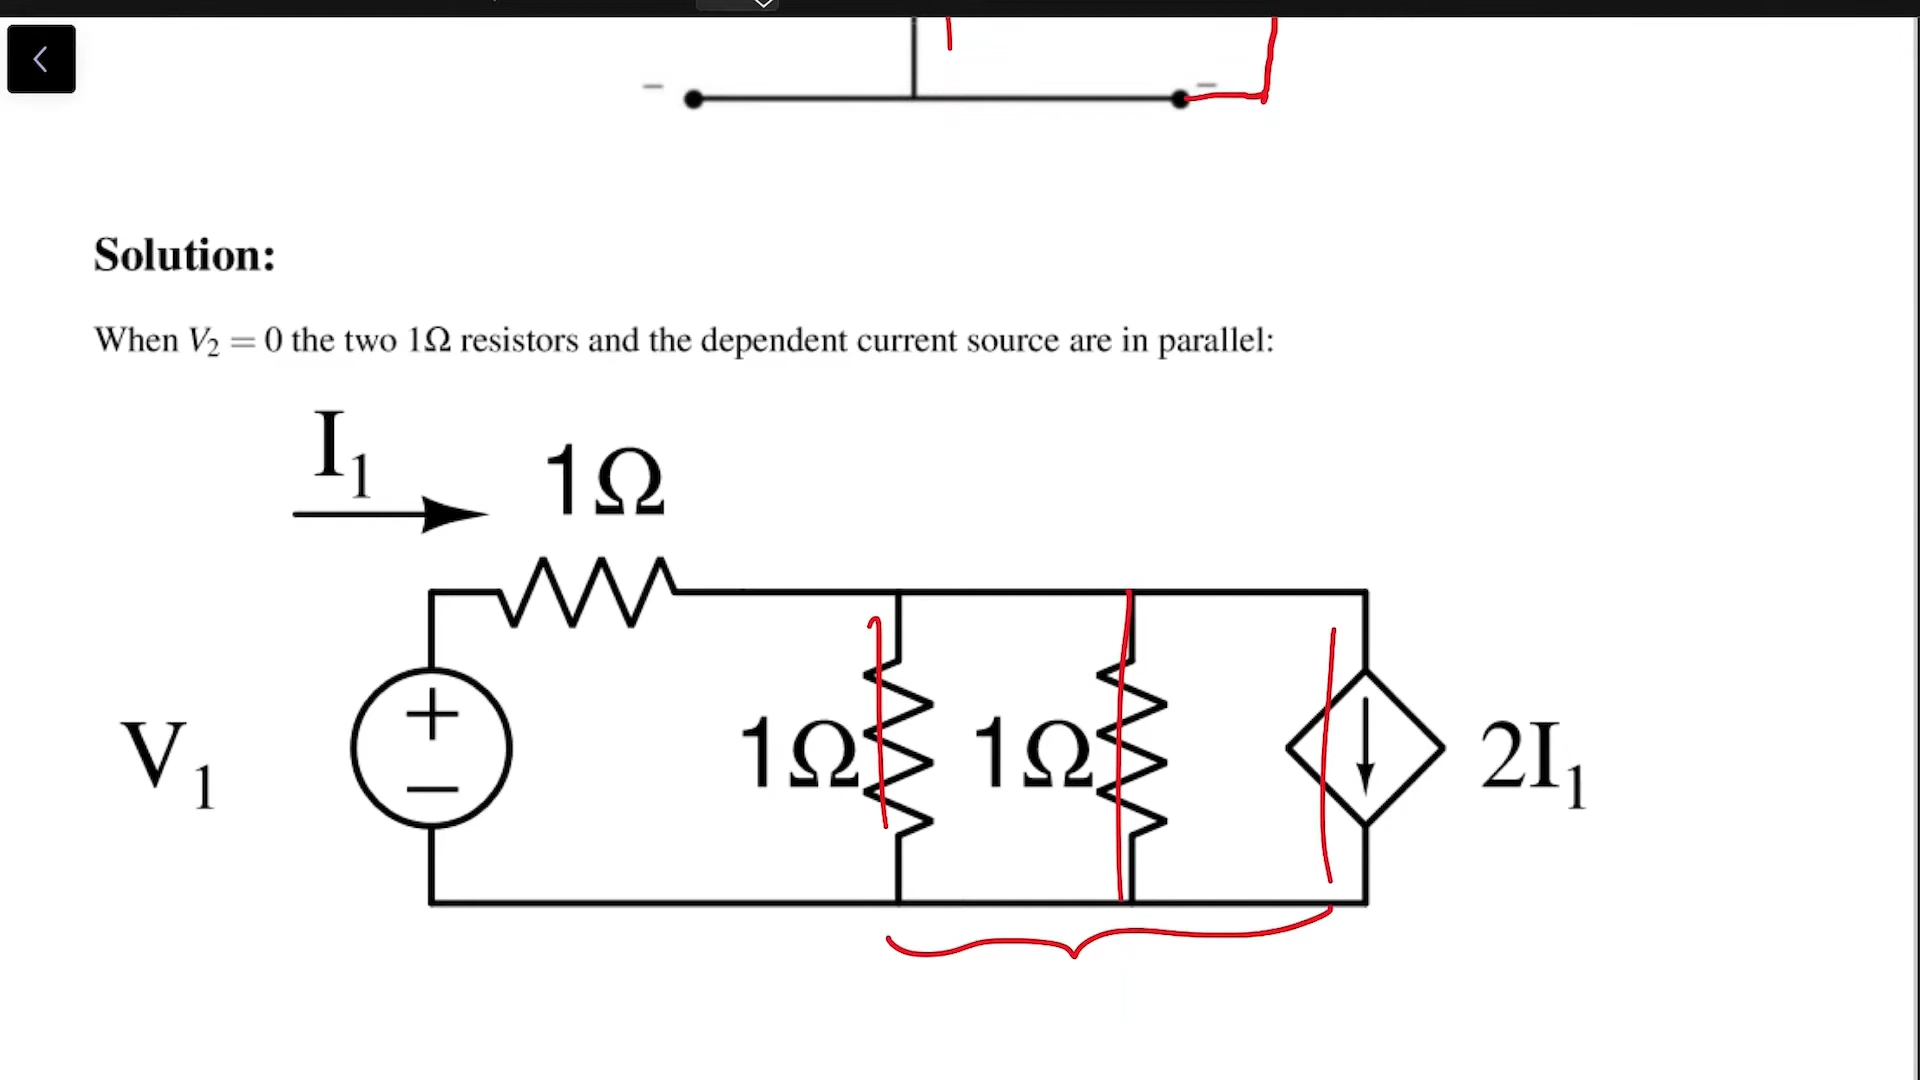 Solution:
When V₂ = 0 the two 1Ω resistors and the dependent current source are in parallel:
I₁
1Ω
V₁
+
−
1Ω
1Ω
2I₁